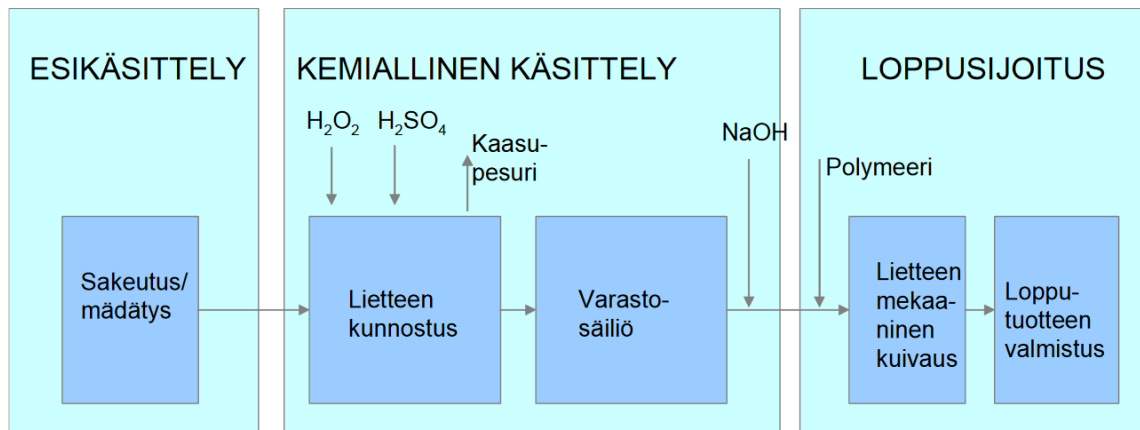 ESIKÄSITTELY
KEMIALLINEN KÄSITTELY
LOPPUSIJOITUS
H₂O₂
H₂SO₄
Kaasu-
pesuri
NaOH
Polymeeri
Sakeutus/
mädätys
Lietteen
kunnostus
Varasto-
säiliö
Lietteen
mekaa-
ninen
kuivaus
Loppu-
tuotteen
valmistus